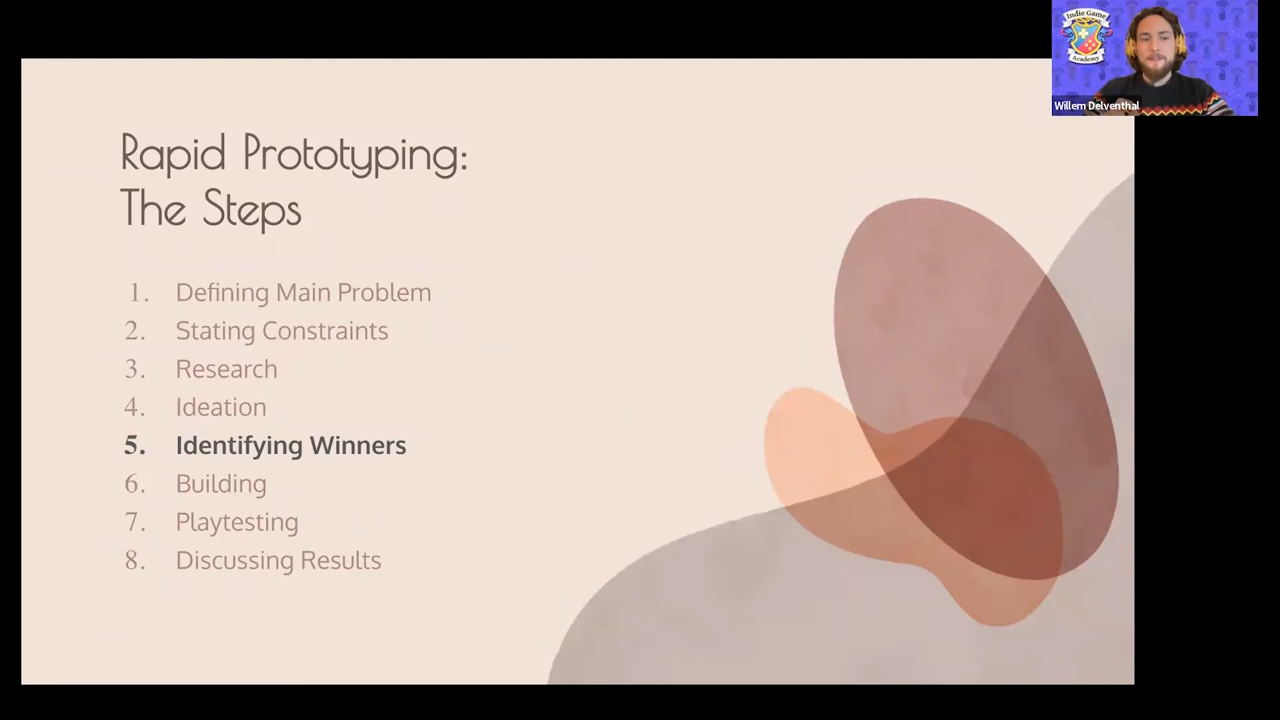 Indie Game
Academy
Willem Delventhal
Rapid Prototyping:
The Steps
1. Defining Main Problem
2. Stating Constraints
3. Research
4. Ideation
5. Identifying Winners
6. Building
7. Playtesting
8. Discussing Results